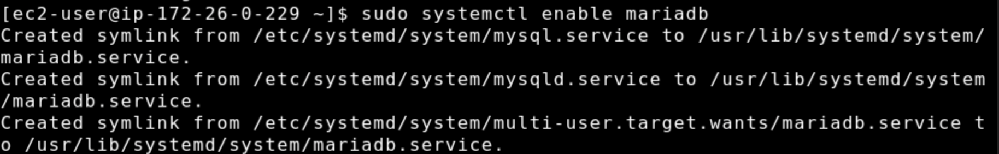 [ec2-user@ip-172-26-0-229 ~]$ sudo systemctl enable mariadb
Created symlink from /etc/systemd/system/mysql.service to /usr/lib/systemd/system/
mariadb.service.
Created symlink from /etc/systemd/system/mysqld.service to /usr/lib/systemd/system
/mariadb.service.
Created symlink from /etc/systemd/system/multi-user.target.wants/mariadb.service t
o /usr/lib/systemd/system/mariadb.service.